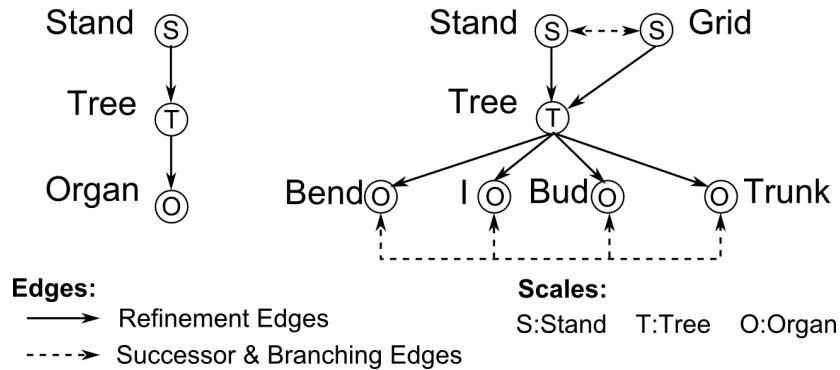 Stand S
Tree T
Organ O
Stand S S Grid
Tree T
Bend O I O Bud O O Trunk
Edges:
Refinement Edges
Successor & Branching Edges
Scales:
S:Stand T:Tree O:Organ